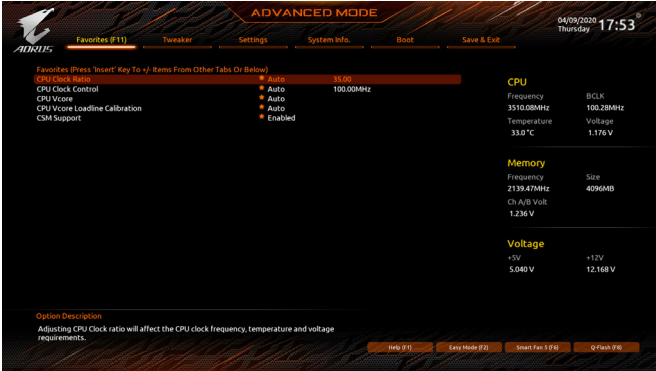 ADVANCED MODE
04/09/2020
Thursday
17:53
AORUS
Favorites (F11)
Tweaker
Settings
System Info.
Boot
Save & Exit
Favorites (Press 'Insert' Key To +/- Items From Other Tabs Or Below)
CPU Clock Ratio * Auto 35.00
CPU Clock Control * Auto 100.00MHz
CPU Vcore * Auto
CPU Vcore Loadline Calibration * Auto
CSM Support * Enabled
CPU
Frequency BCLK
3510.08MHz 100.28MHz
Temperature Voltage
33.0 °C 1.176 V
Memory
Frequency Size
2139.47MHz 4096MB
Ch A/B Volt
1.236 V
Voltage
+5V +12V
5.040 V 12.168 V
Option Description
Adjusting CPU Clock ratio will affect the CPU clock frequency, temperature and voltage
requirements.
Help (F1)
Easy Mode (F2)
Smart Fan 5 (F6)
Q-Flash (F8)